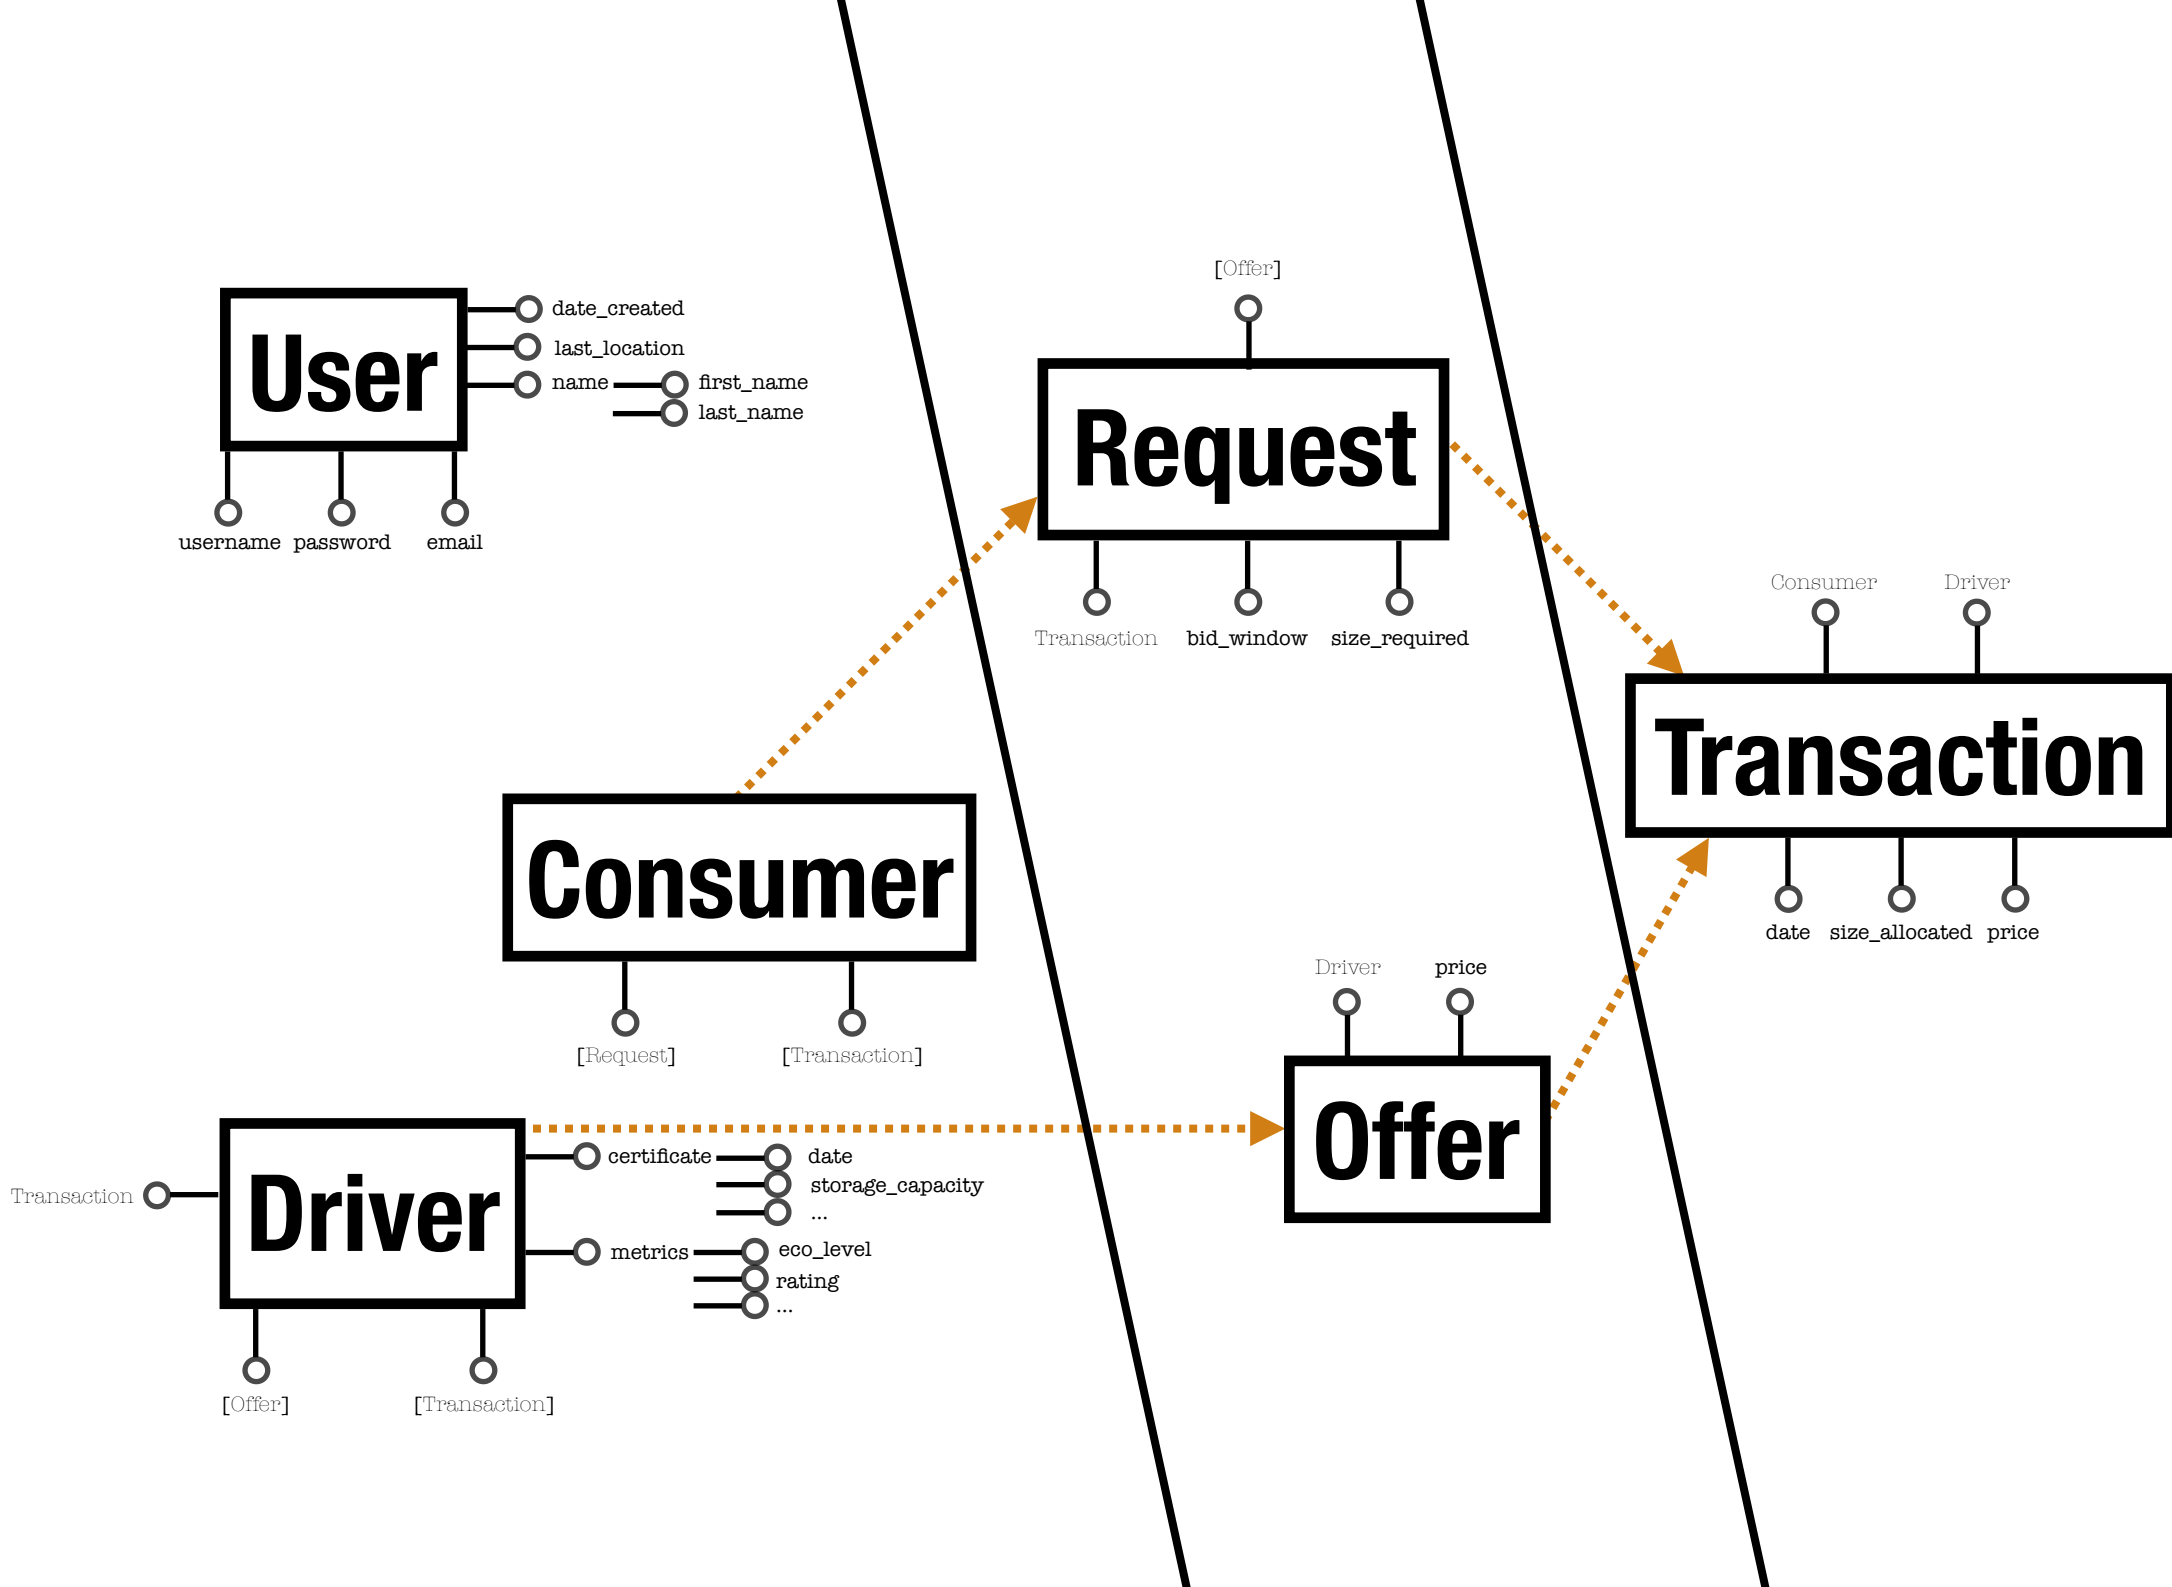 User
date_created
last_location
name
first_name
last_name
username password email
[Offer]
Request
Transaction bid_window size_required
Consumer Driver
Transaction
date size_allocated price
Consumer
[Request] [Transaction]
Driver price
Offer
Transaction
Driver
certificate
date
storage_capacity
...
metrics
eco_level
rating
...
[Offer] [Transaction]